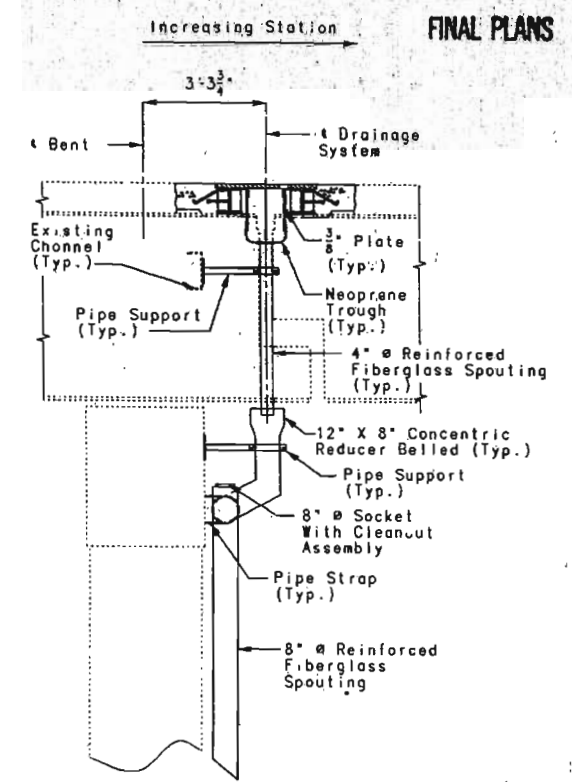 Increasing Station
FINAL PLANS
3'-3 3/4"
℄ Bent
℄ Drainage
System
Existing
Channel
(Typ.)
3/8" Plate
(Typ.)
Neoprene
Trough
(Typ.)
Pipe Support
(Typ.)
4" ø Reinforced
Fiberglass Spouting
(Typ.)
12" X 8" Concentric
Reducer Belled (Typ.)
Pipe Support
(Typ.)
8" ø Socket
With Cleanout
Assembly
Pipe Strap
(Typ.)
8" ø Reinforced
Fiberglass
Spouting